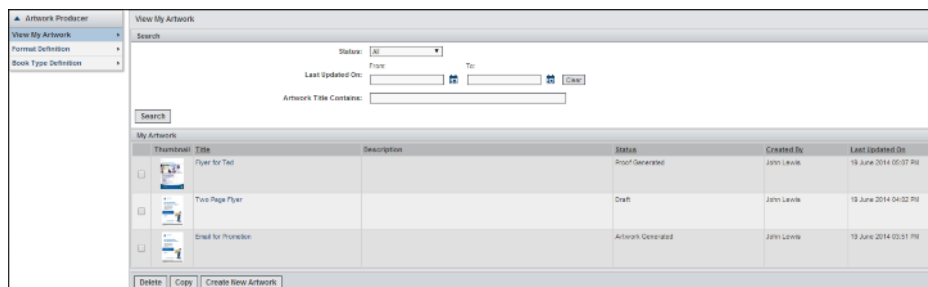 Artwork Producer
View My Artwork
Format Definition
Book Type Definition
View My Artwork
Search
Status: All
From: To:
Last Updated On: Clear
Artwork Title Contains:
Search
My Artwork
Thumbnail Title Description Status Created By Last Updated On
Flyer for Ted Proof Generated John Lewis 19 June 2014 05:07 PM
Two Page Flyer Draft John Lewis 19 June 2014 04:02 PM
Email for Promotion Artwork Generated John Lewis 19 June 2014 03:51 PM
Delete Copy Create New Artwork